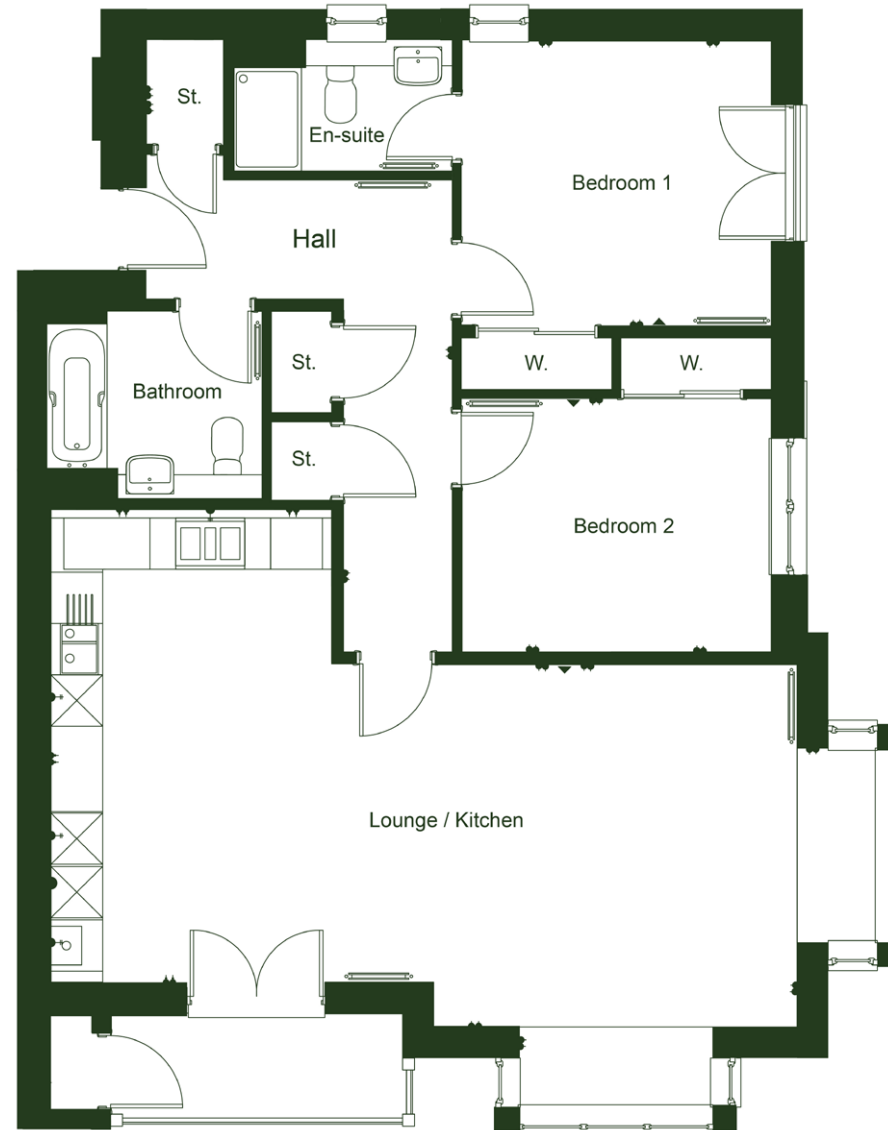 St.
En-suite
Bedroom 1
Hall
St.
W.
W.
Bathroom
St.
Bedroom 2
Lounge / Kitchen